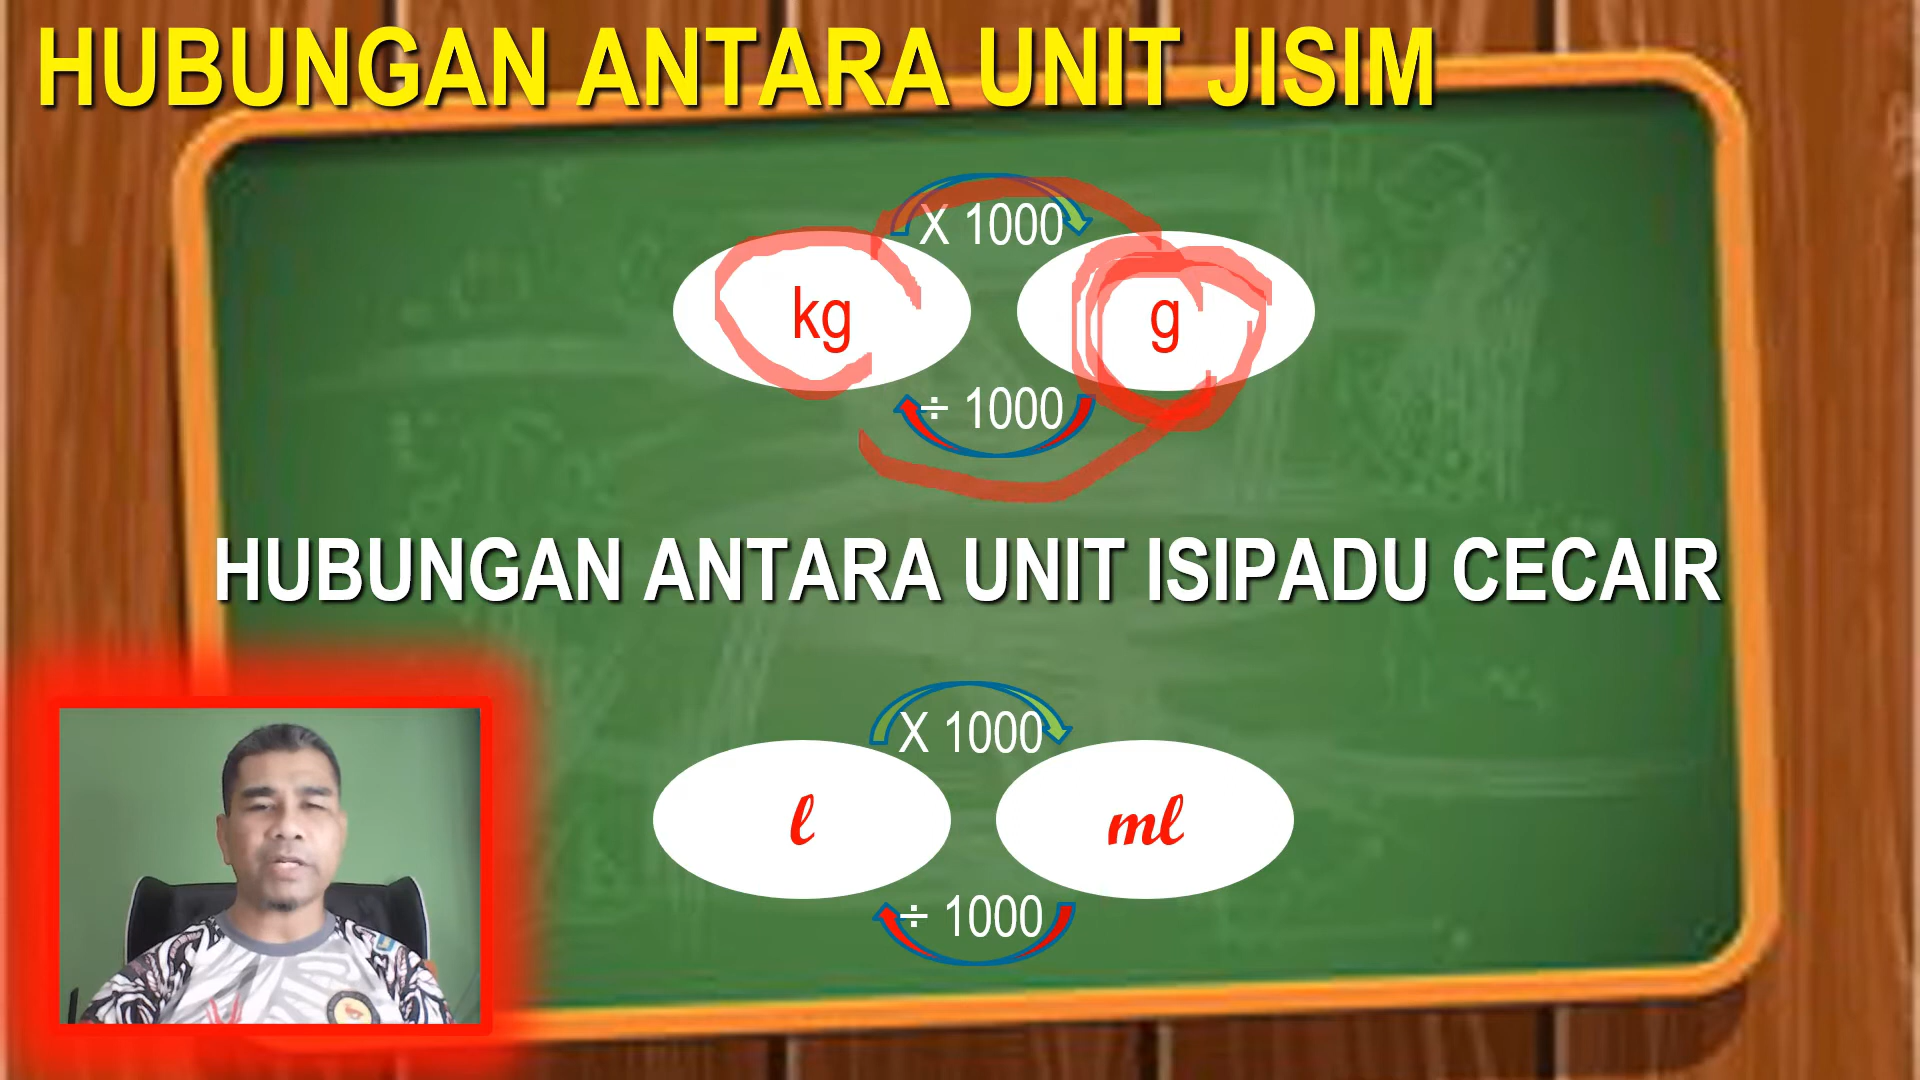 HUBUNGAN ANTARA UNIT JISIM
X 1000
kg g
÷ 1000
HUBUNGAN ANTARA UNIT ISIPADU CECAIR
X 1000
l ml
÷ 1000